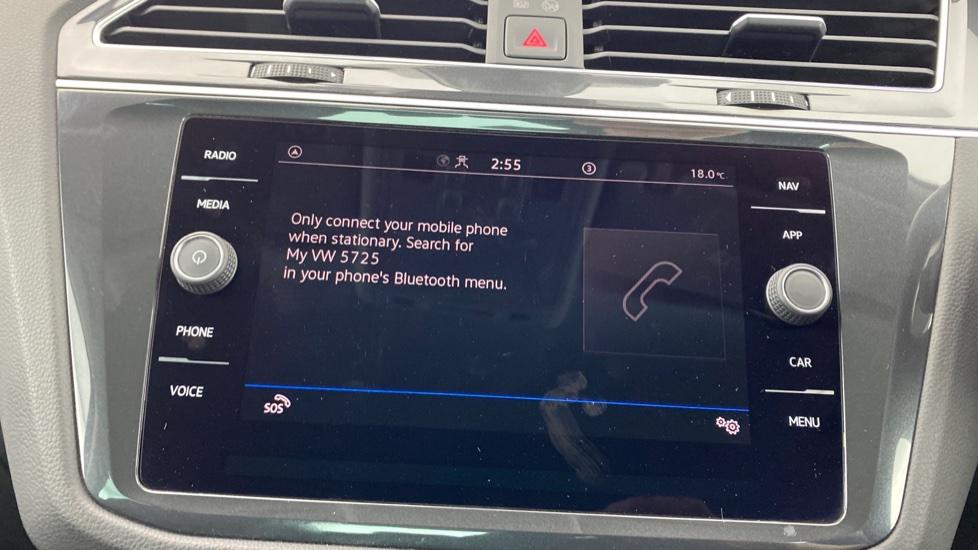 RADIO
MEDIA
PHONE
VOICE
2:55
3
18.0°C
Only connect your mobile phone
when stationary. Search for
My VW 5725
in your phone's Bluetooth menu.
SOS
NAV
APP
CAR
MENU